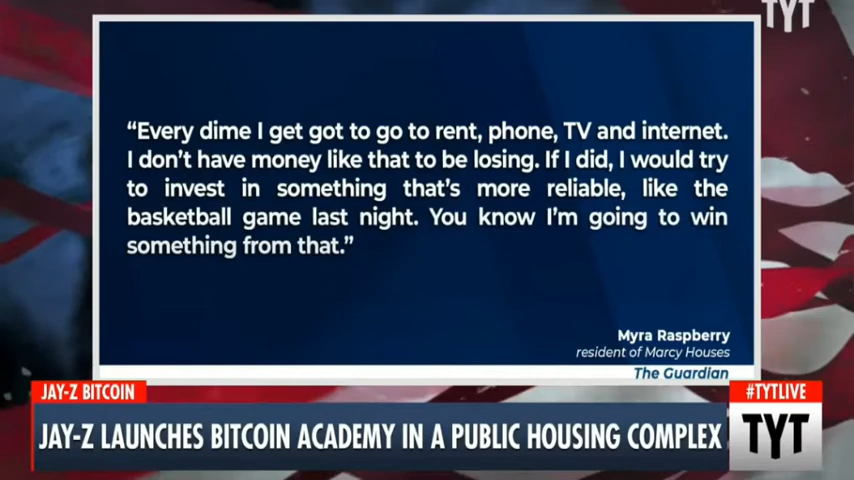 TYT
“Every dime I get got to go to rent, phone, TV and internet.
I don’t have money like that to be losing. If I did, I would try
to invest in something that’s more reliable, like the
basketball game last night. You know I’m going to win
something from that.”
Myra Raspberry
resident of Marcy Houses
The Guardian
JAY-Z BITCOIN
#TYTLIVE
JAY-Z LAUNCHES BITCOIN ACADEMY IN A PUBLIC HOUSING COMPLEX
TYT